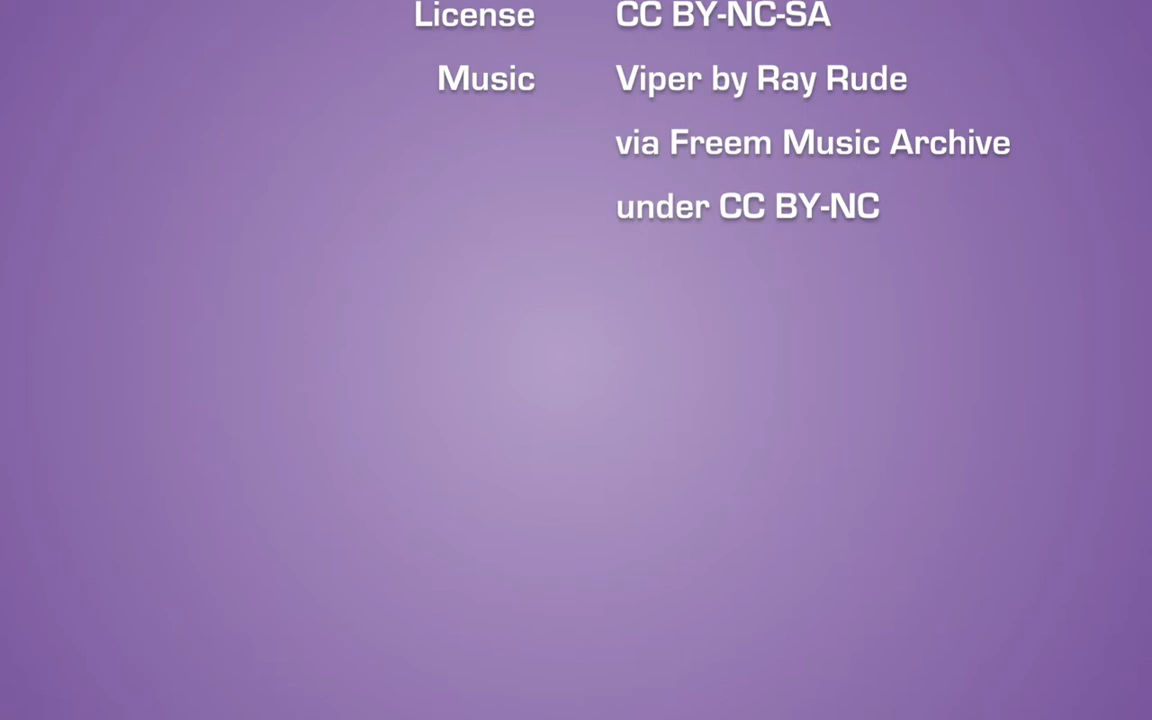 License CC BY-NC-SA
Music Viper by Ray Rude
via Freem Music Archive
under CC BY-NC